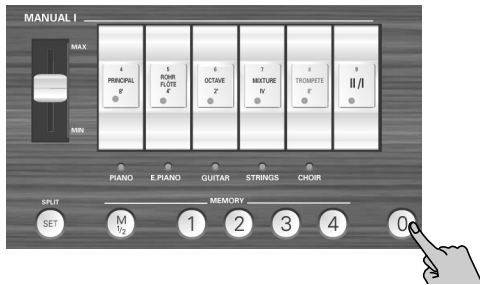 MANUAL I
MAX
MIN
4
PRINCIPAL
8'
5
ROHR
FLÖTE
4'
6
OCTAVE
2'
7
MIXTURE
IV
8
TROMPETE
8'
9
II/I
PIANO E.PIANO GUITAR STRINGS CHOIR
SPLIT
SET
MEMORY
M
1/2
1 2 3 4 0